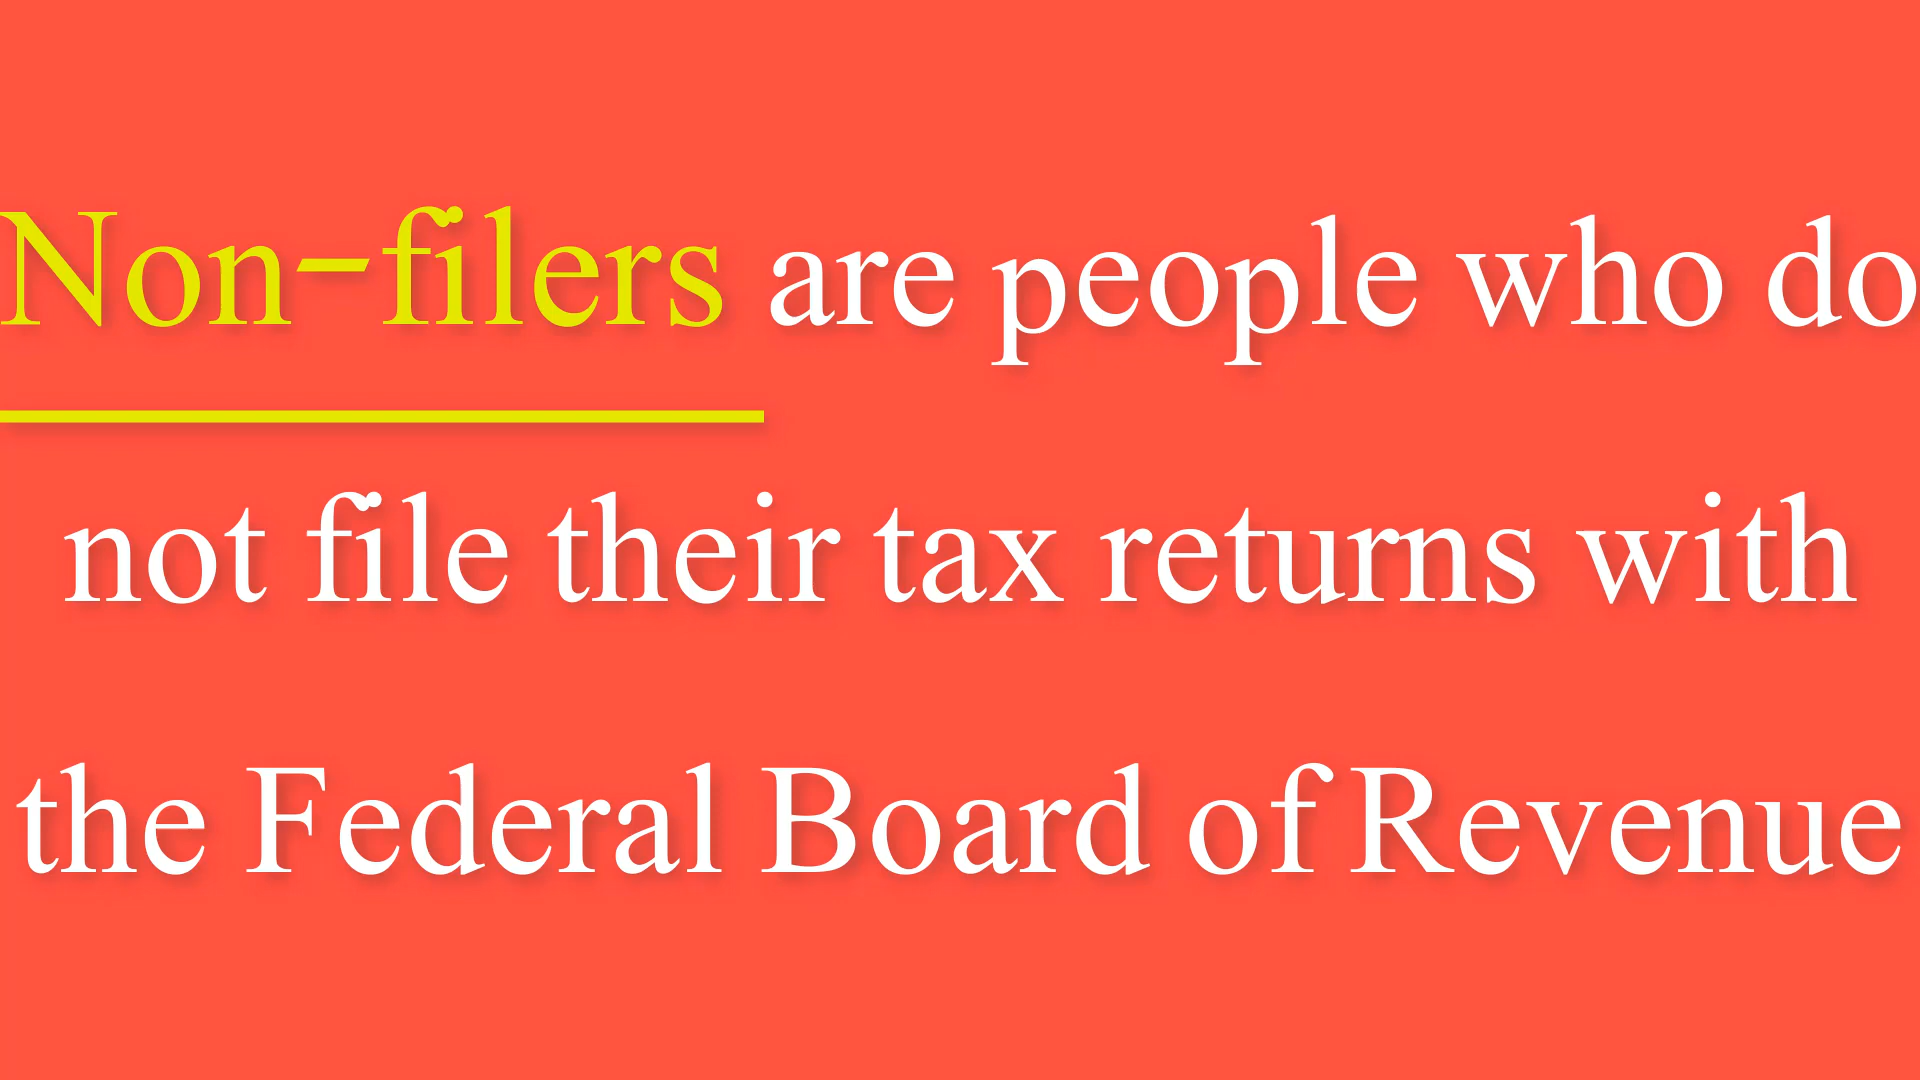 Non-filers are people who do
not file their tax returns with
the Federal Board of Revenue